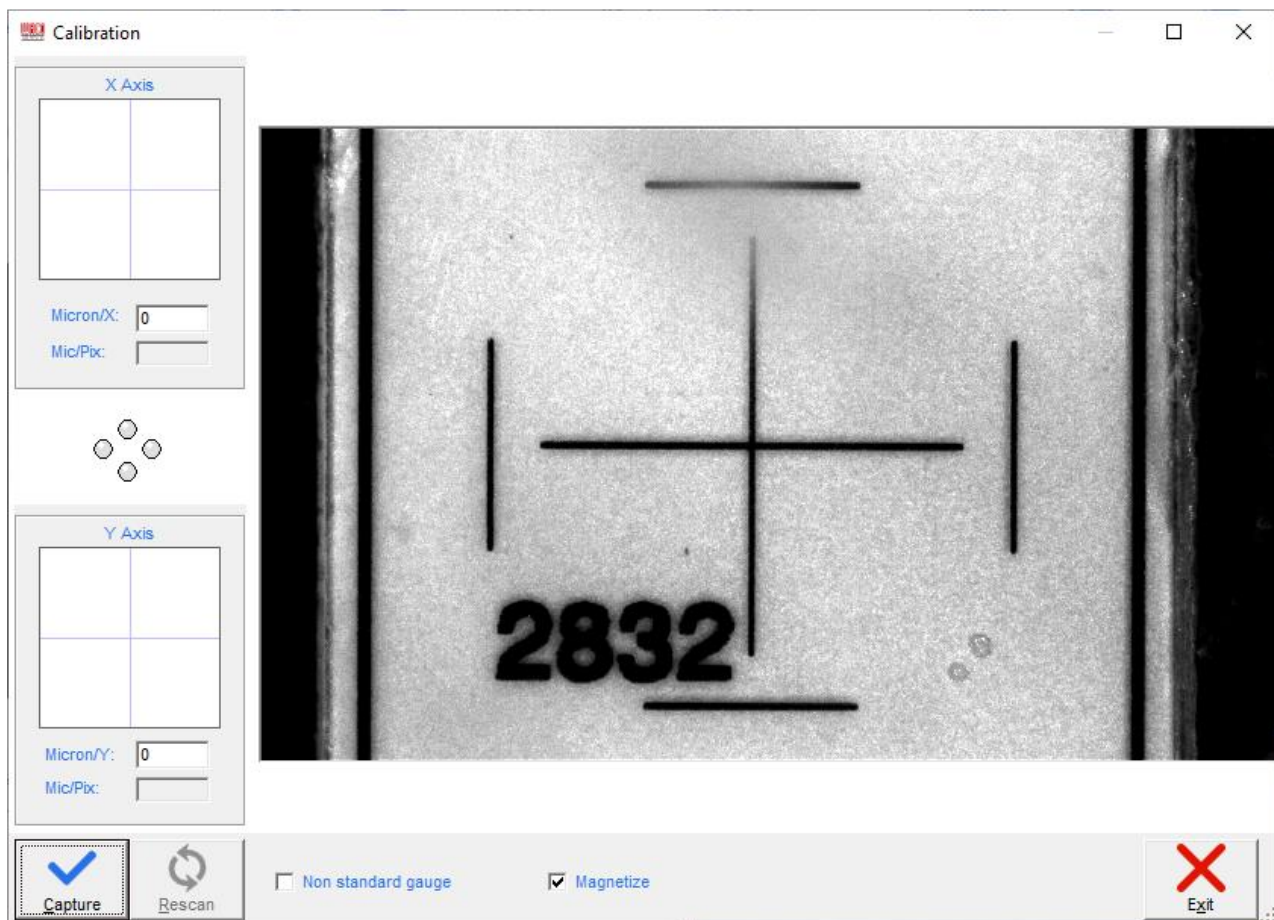 Calibration
X Axis
Micron/X: 0
Mic/Pix:
Y Axis
Micron/Y: 0
Mic/Pix:
2832
Capture
Rescan
Non standard gauge
Magnetize
Exit